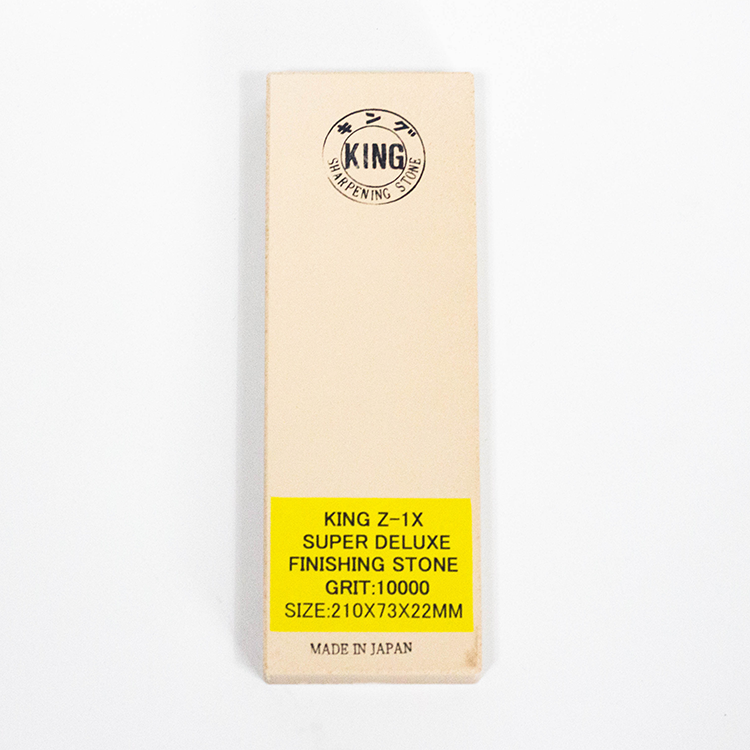 キング
KING
SHARPENING STONE
KING Z-1X
SUPER DELUXE
FINISHING STONE
GRIT:10000
SIZE:210X73X22MM
MADE IN JAPAN